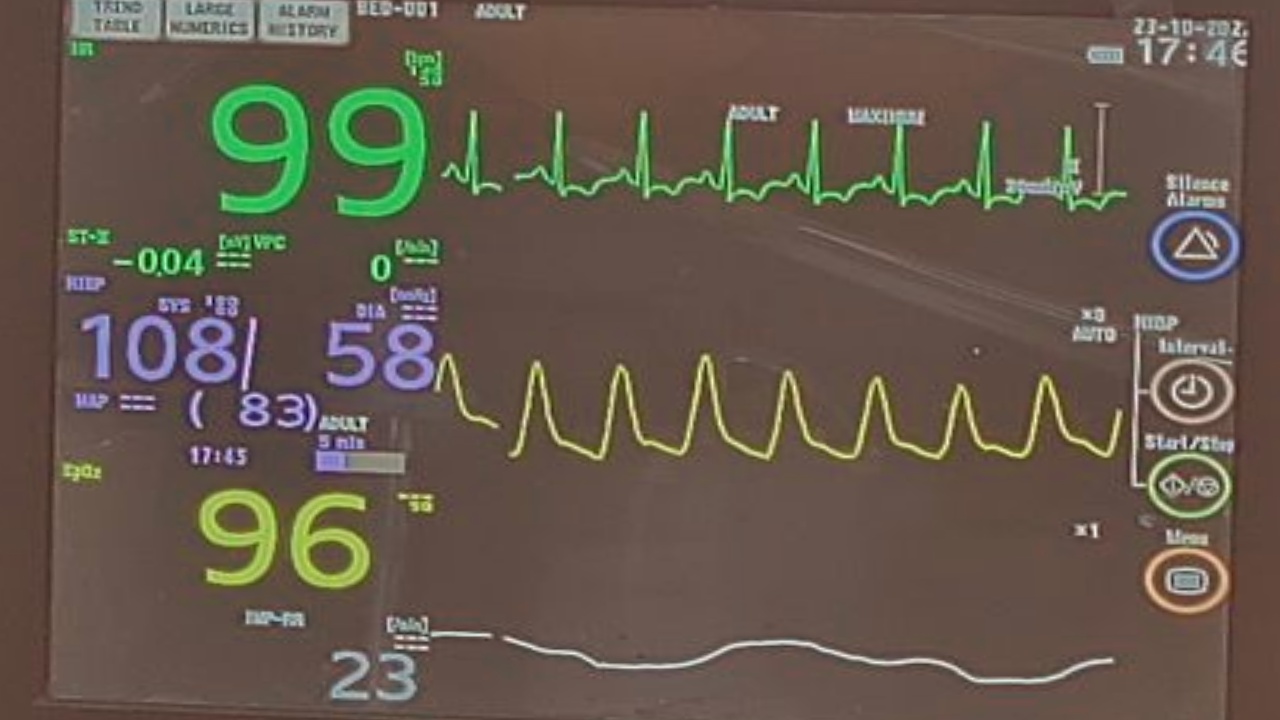 TREND TABLE
LARGE NUMERICS
ALARM HISTORY
BED-001 ADULT
23-10-202
17:46
HR
99
ADULT
Silence Alarms
ST-II
-0.04
VPC
0
NIBP
SYS
DIA
108/ 58
MAP
( 83)
ADULT
17:45
AUTO
NIBP
Interval
Start/Stop
SpO2
96
×1
Menu
IMP-RR
23